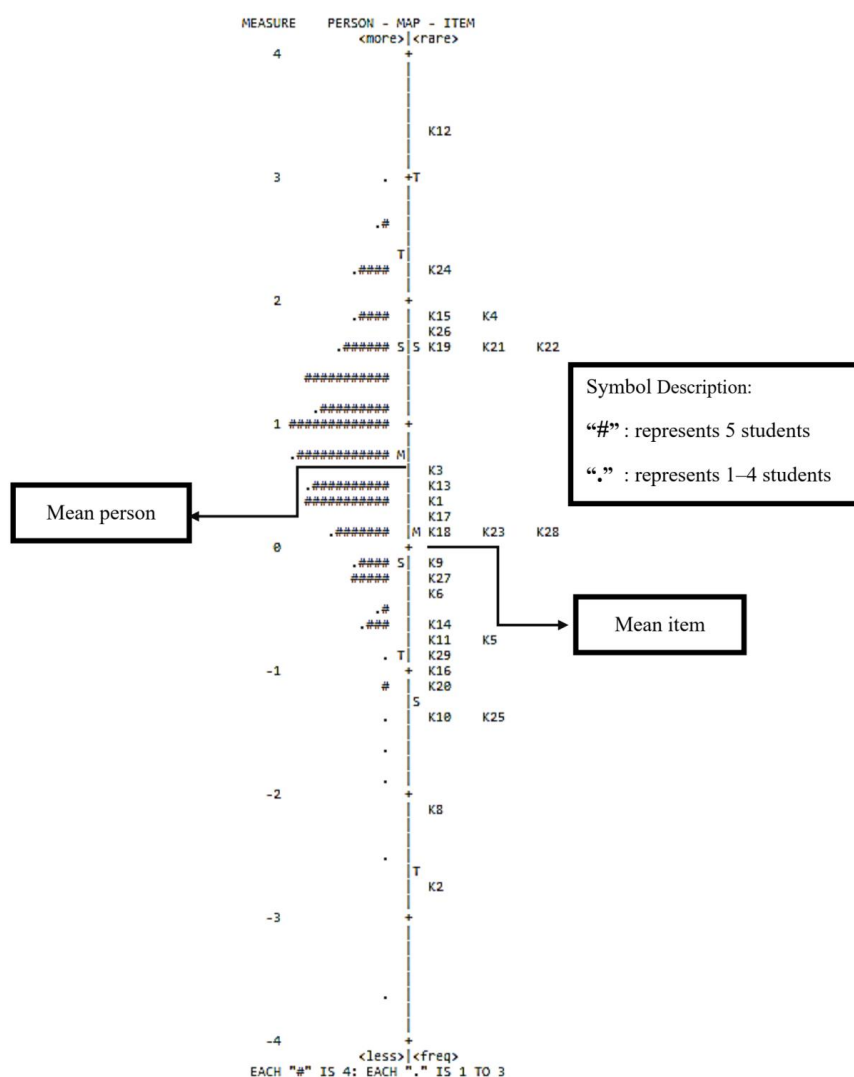 MEASURE PERSON - MAP - ITEM
<more>|<rare>
4 +
|
|
|
|
|
| K12
|
|
3 . +T
|
|
.# |
|
T|
.#### | K24
|
2 +
.#### | K15 K4
| K26
.###### S|S K19 K21 K22
|
########### |
|
.######### |
1 ############# +
|
.############ M|
| K3
.######### | K13
########### | K1
| K17
.####### |M K18 K23 K28
0 +
.#### S| K9
##### | K27
| K6
.# |
.### | K14
| K11 K5
. T| K29
-1 + K16
# | K20
|S
. | K10 K25
|
. |
|
. |
-2 +
| K8
|
|
. |
|T
| K2
|
-3 +
|
|
|
|
|
. |
|
|
-4 +
<less>|<freq>
EACH "#" IS 4: EACH "." IS 1 TO 3
Symbol Description:
“#” : represents 5 students
“.” : represents 1–4 students
Mean person
Mean item